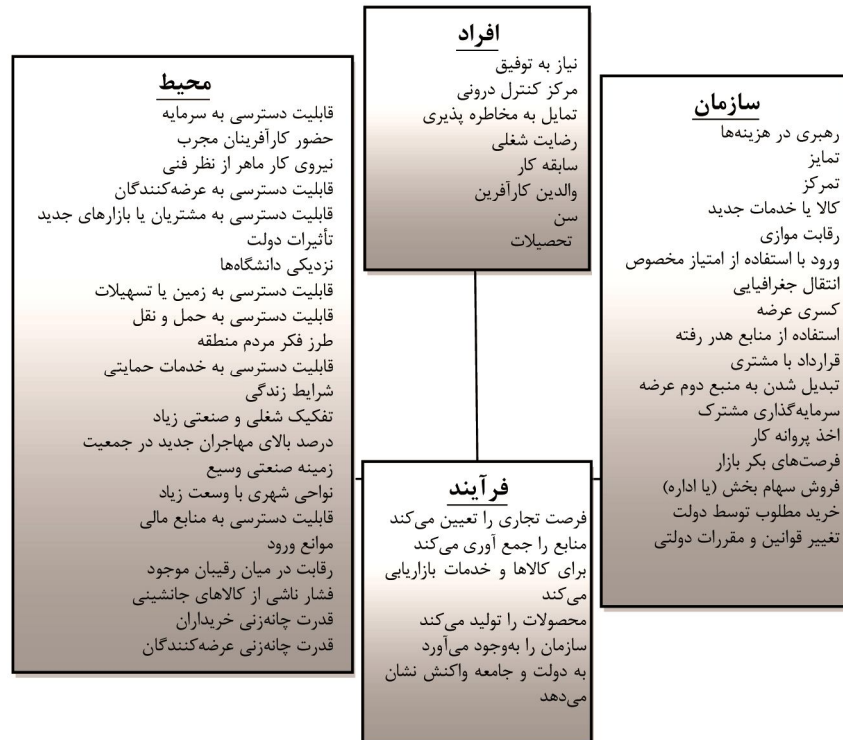 افراد
نیاز به توفیق
مرکز کنترل درونی
تمایل به مخاطره پذیری
رضایت شغلی
سابقه کار
والدین کارآفرین
سن
تحصیلات
سازمان
رهبری در هزینه‌ها
تمایز
تمرکز
کالا یا خدمات جدید
رقابت موازی
ورود با استفاده از امتیاز مخصوص
انتقال جغرافیایی
کسری عرضه
استفاده از منابع هدر رفته
قرارداد با مشتری
تبدیل شدن به منبع دوم عرضه
سرمایه‌گذاری مشترک
اخذ پروانه کار
فرصت‌های بکر بازار
فروش سهام بخش (یا اداره)
خرید مطلوب توسط دولت
تغییر قوانین و مقررات دولتی
محیط
قابلیت دسترسی به سرمایه
حضور کارآفرینان مجرب
نیروی کار ماهر از نظر فنی
قابلیت دسترسی به عرضه‌کنندگان
قابلیت دسترسی به مشتریان یا بازارهای جدید
تأثیرات دولت
نزدیکی دانشگاه‌ها
قابلیت دسترسی به زمین یا تسهیلات
قابلیت دسترسی به حمل و نقل
طرز فکر مردم منطقه
قابلیت دسترسی به خدمات حمایتی
شرایط زندگی
تفکیک شغلی و صنعتی زیاد
درصد بالای مهاجران جدید در جمعیت
زمینه صنعتی وسیع
نواحی شهری با وسعت زیاد
قابلیت دسترسی به منابع مالی
موانع ورود
رقابت در میان رقیبان موجود
فشار ناشی از کالاهای جانشینی
قدرت چانه‌زنی خریداران
قدرت چانه‌زنی عرضه‌کنندگان
فرآیند
فرصت تجاری را تعیین می‌کند
منابع را جمع آوری می‌کند
برای کالاها و خدمات بازاریابی
می‌کند
محصولات را تولید می‌کند
سازمان را به‌وجود می‌آورد
به دولت و جامعه واکنش نشان
می‌دهد